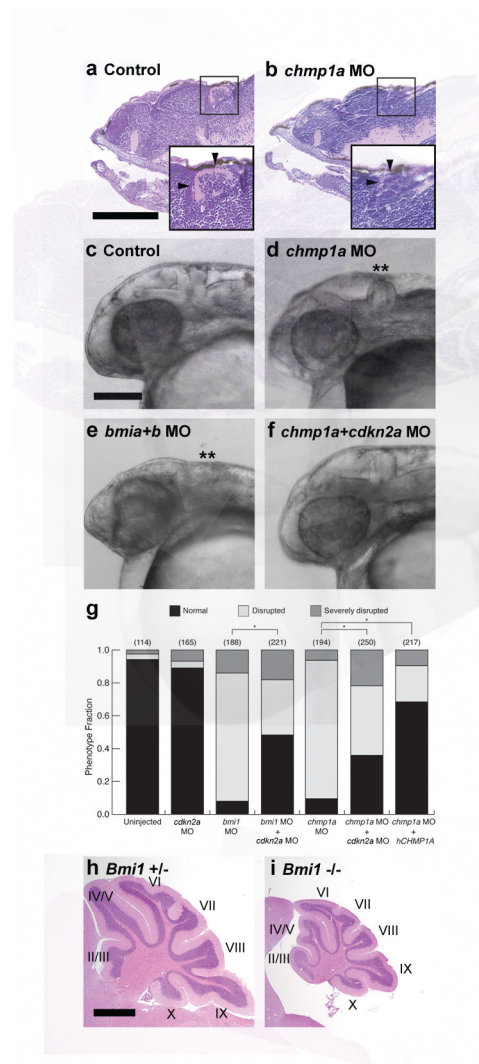 a Control
b chmp1a MO
c Control
d chmp1a MO
**
e bmia+b MO
**
f chmp1a+cdkn2a MO
g
Normal
Disrupted
Severely disrupted
*
*
*
(114)
(165)
(188)
(221)
(194)
(250)
(217)
Phenotype Fraction
1.0
0.8
0.6
0.4
0.2
0.0
Uninjected
cdkn2a
MO
bmi1
MO
bmi1 MO
+
cdkn2a MO
chmp1a
MO
chmp1a MO
+
cdkn2a MO
chmp1a MO
+
hCHMP1A
h Bmi1 +/-
II/III
IV/V
VI
VII
VIII
IX
X
i Bmi1 -/-
II/III
IV/V
VI
VII
VIII
IX
X